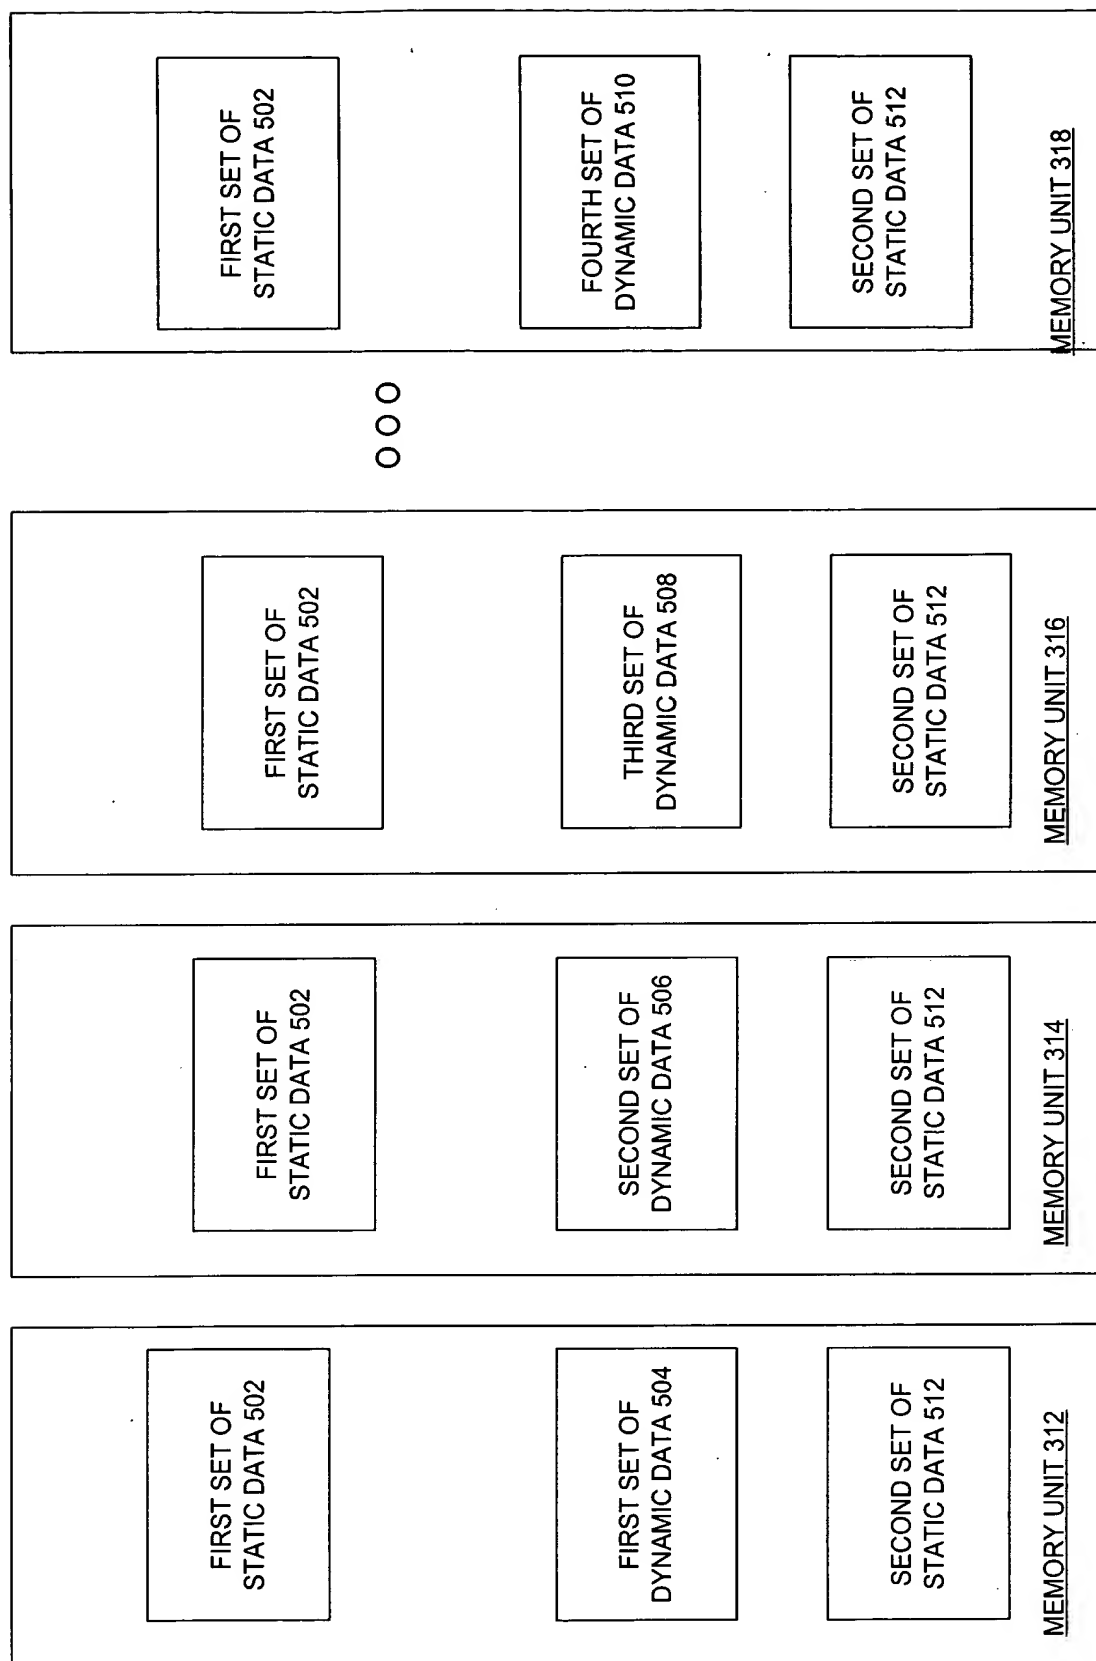 FIRST SET OF
STATIC DATA 502
FIRST SET OF
DYNAMIC DATA 504
SECOND SET OF
STATIC DATA 512
MEMORY UNIT 312
FIRST SET OF
STATIC DATA 502
SECOND SET OF
DYNAMIC DATA 506
SECOND SET OF
STATIC DATA 512
MEMORY UNIT 314
FIRST SET OF
STATIC DATA 502
THIRD SET OF
DYNAMIC DATA 508
SECOND SET OF
STATIC DATA 512
MEMORY UNIT 316
OOO
FIRST SET OF
STATIC DATA 502
FOURTH SET OF
DYNAMIC DATA 510
SECOND SET OF
STATIC DATA 512
MEMORY UNIT 318